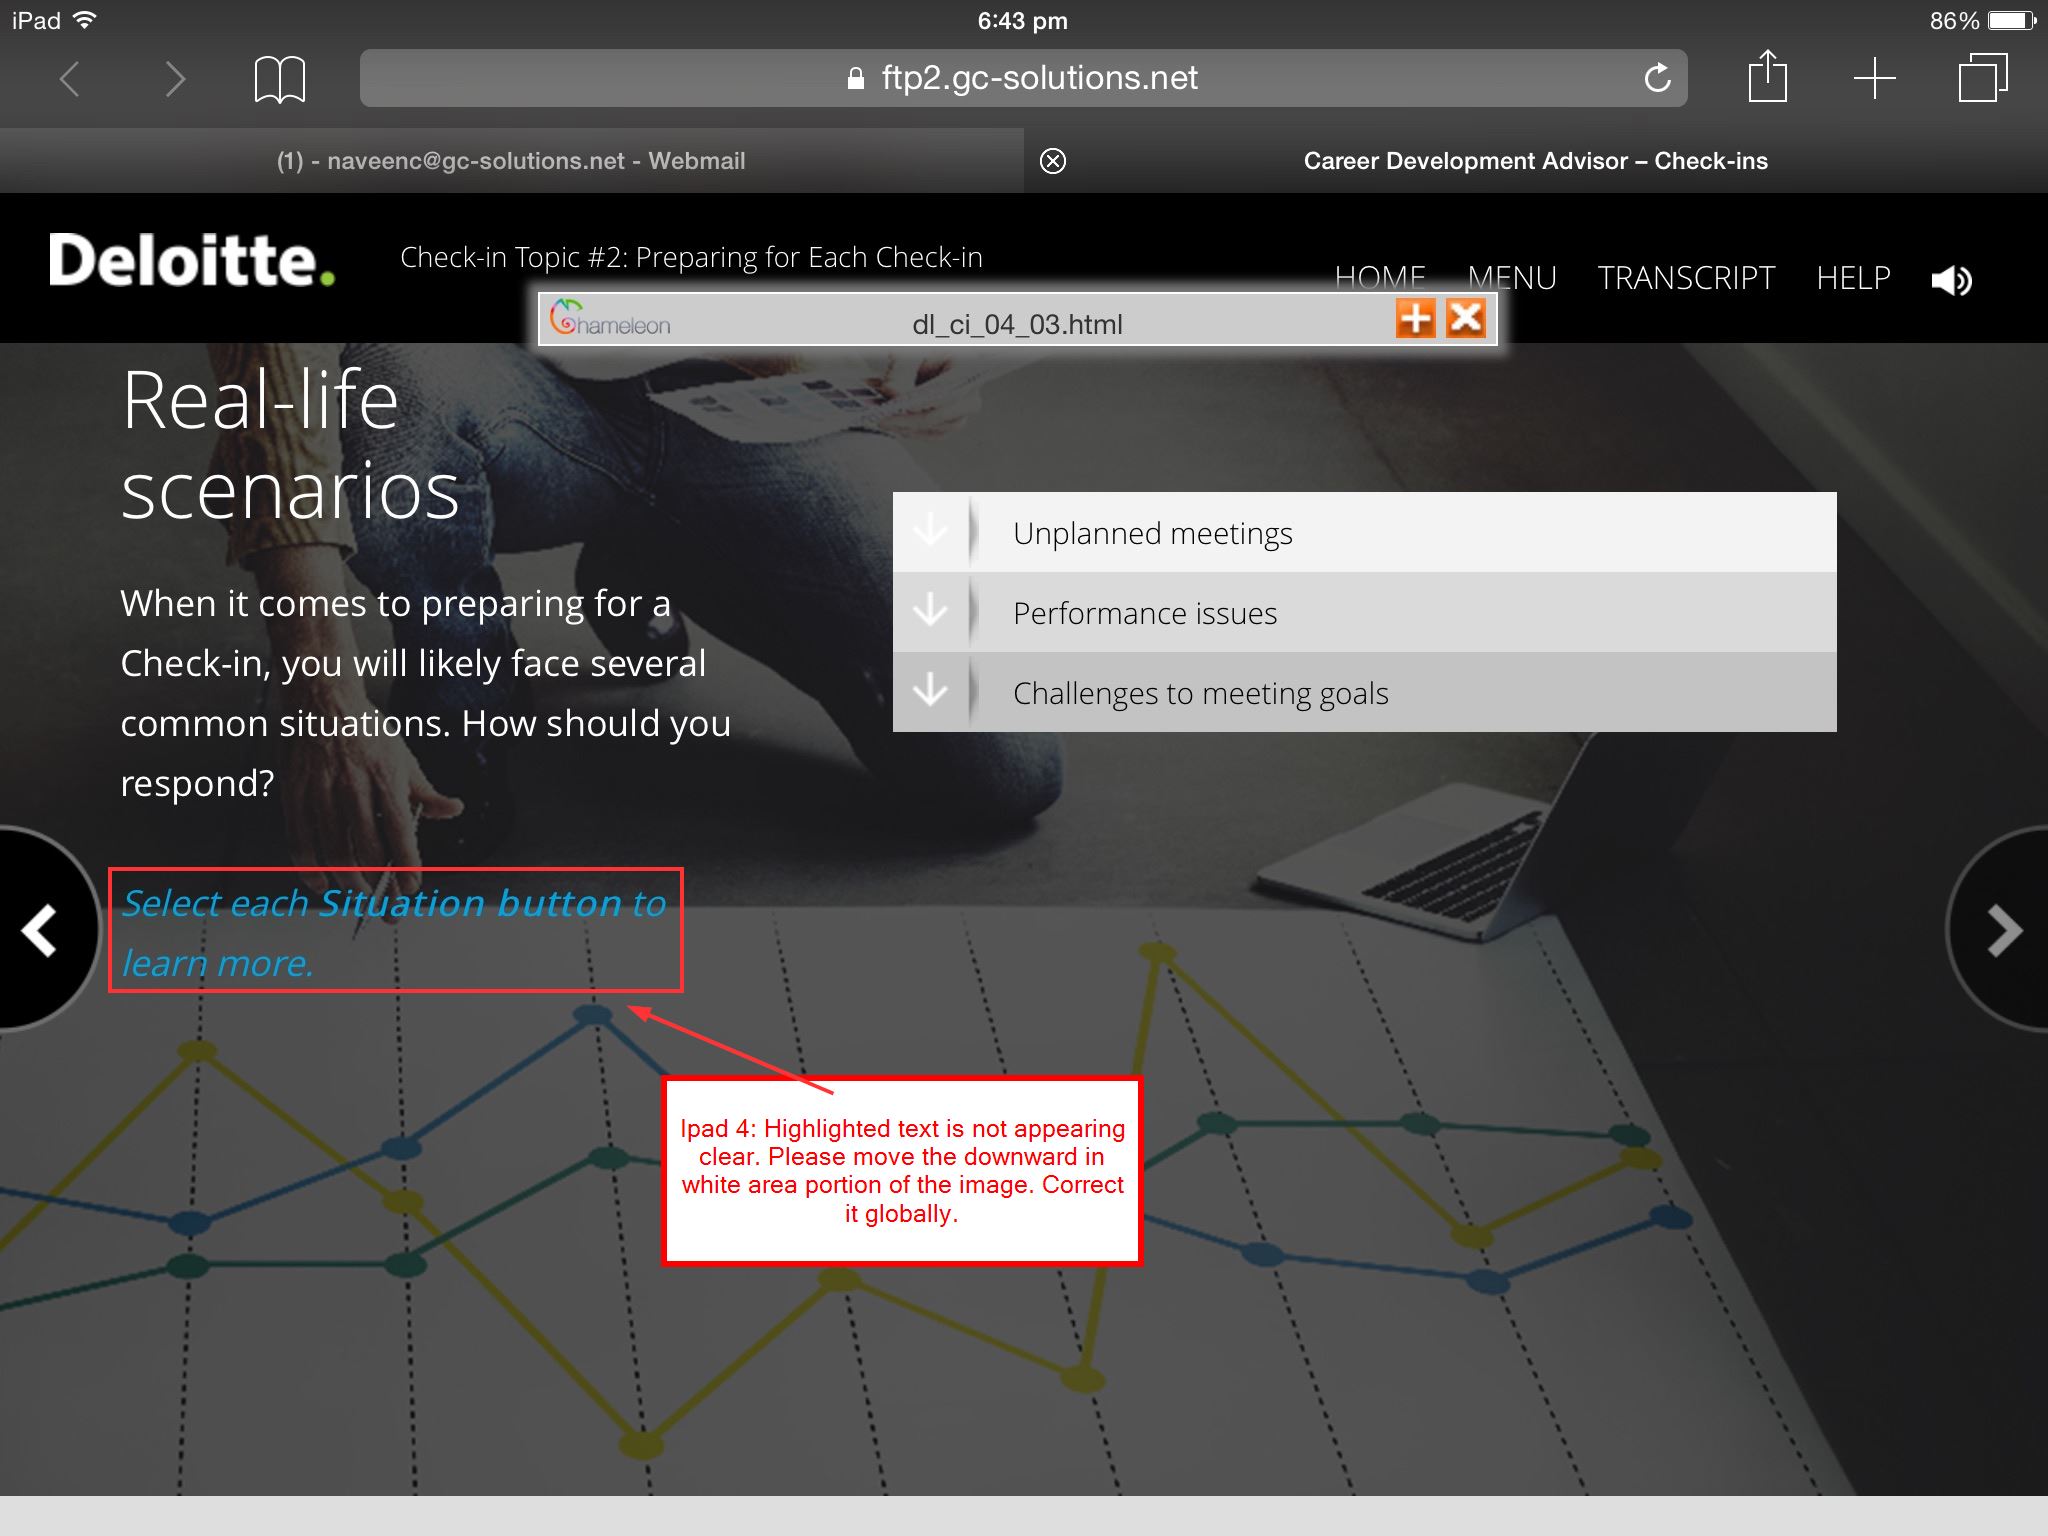 iPad
6:43 pm
86%
ftp2.gc-solutions.net
(1) - naveenc@gc-solutions.net - Webmail
Career Development Advisor – Check-ins
Deloitte.
Check-in Topic #2: Preparing for Each Check-in
HOME MENU TRANSCRIPT HELP
Chameleon
dl_ci_04_03.html
Real-life
scenarios
When it comes to preparing for a
Check-in, you will likely face several
common situations. How should you
respond?
Select each Situation button to
learn more.
Unplanned meetings
Performance issues
Challenges to meeting goals
Ipad 4: Highlighted text is not appearing
clear. Please move the downward in
white area portion of the image. Correct
it globally.